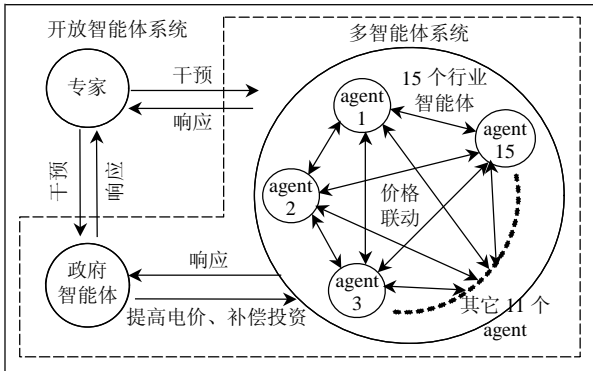 开放智能体系统
多智能体系统
专家
干预
响应
15 个行业
智能体
agent
1
agent
15
agent
2
价格
联动
agent
3
干预
响应
政府
智能体
响应
提高电价、补偿投资
其它 11 个
agent